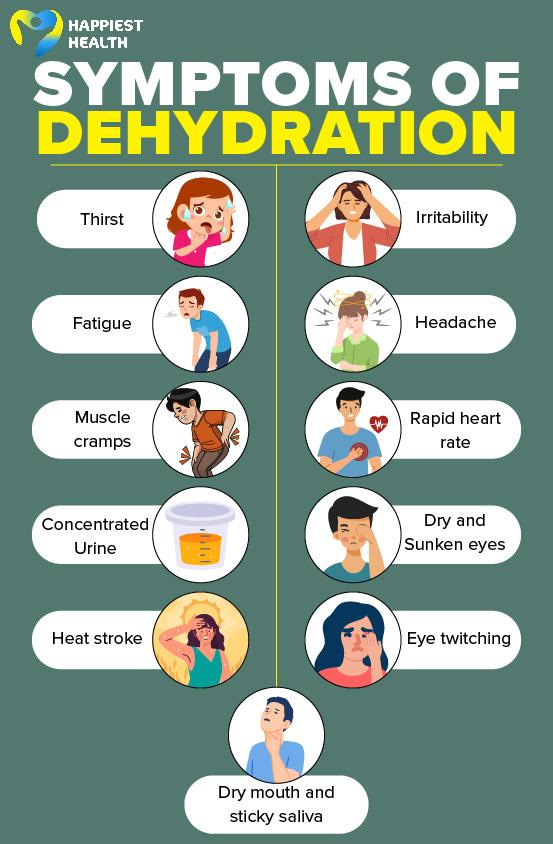 HAPPIEST
HEALTH
SYMPTOMS OF
DEHYDRATION
Thirst
Irritability
Fatigue
Headache
Muscle
cramps
Rapid heart
rate
Concentrated
Urine
Dry and
Sunken eyes
Heat stroke
Eye twitching
Dry mouth and
sticky saliva